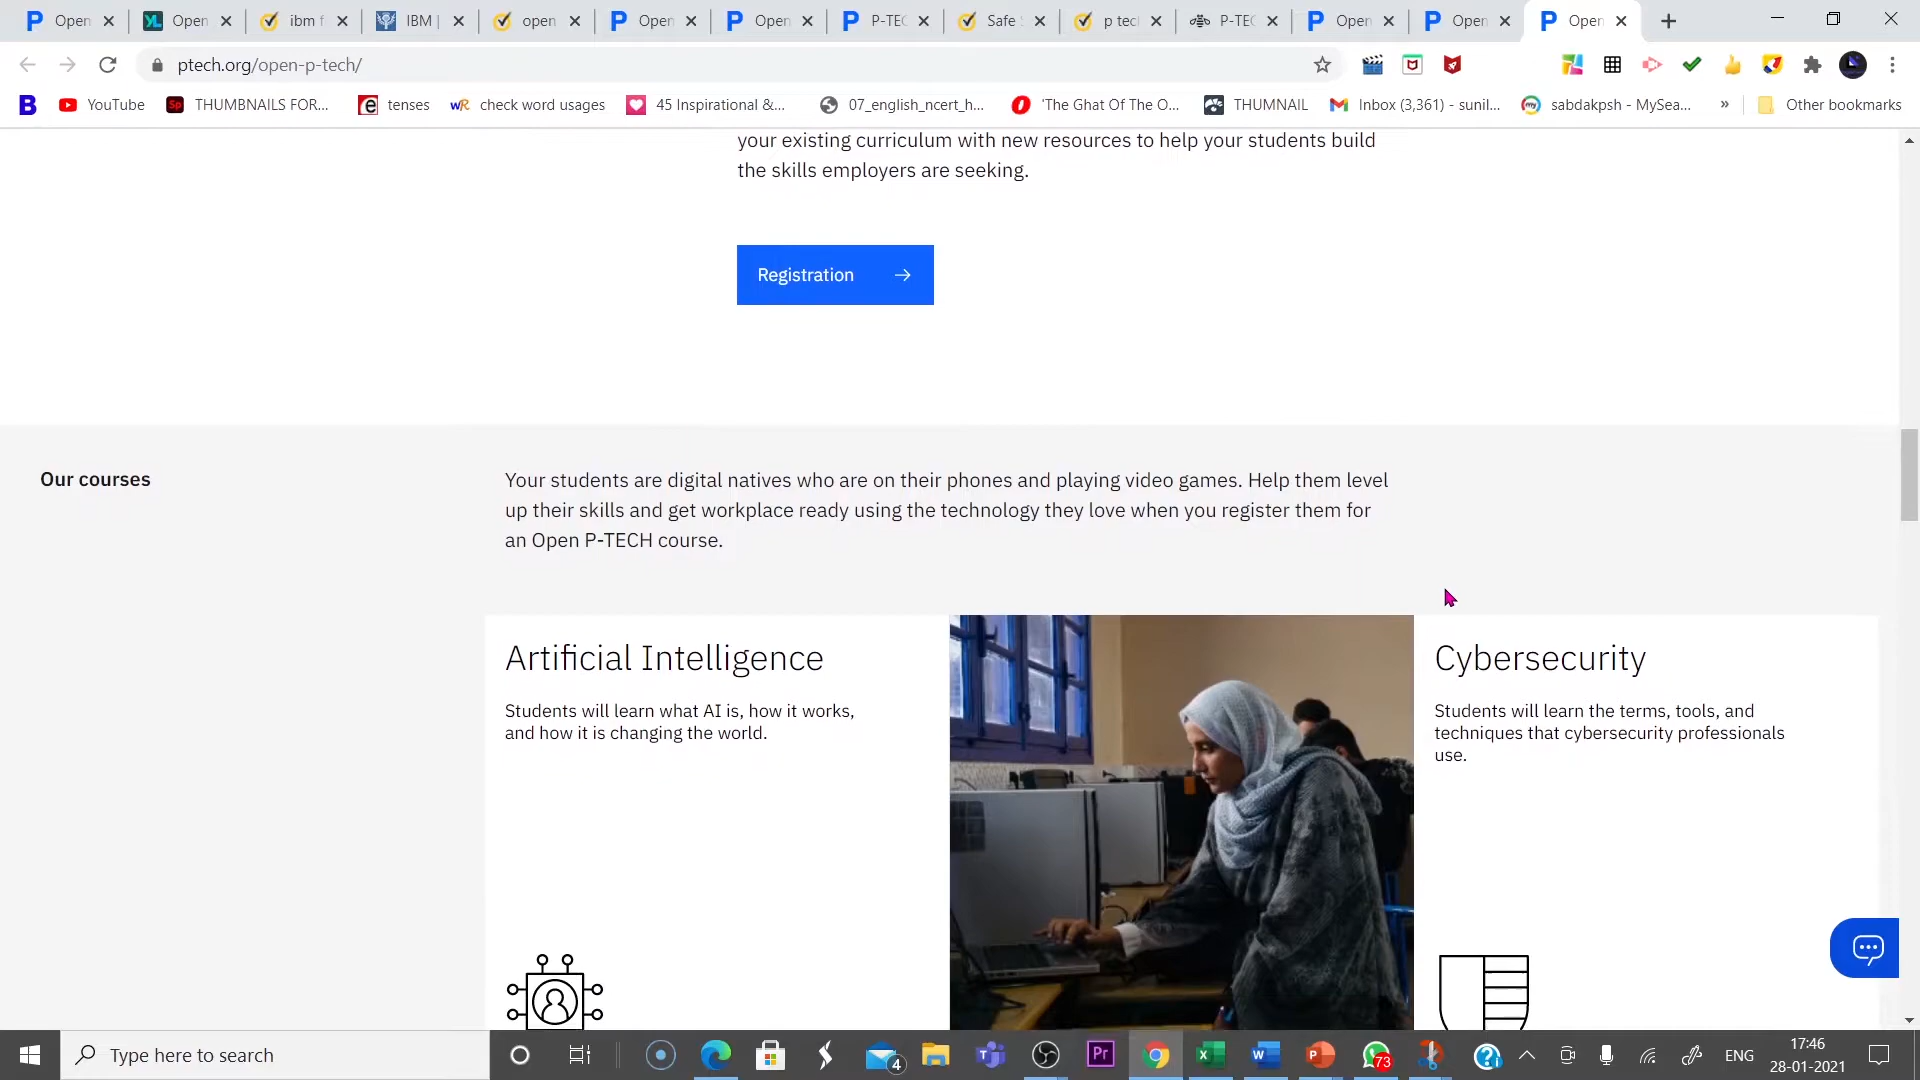 Open
Open
ibm f
IBM |
open
Open
Open
P-TEC
Safe
p tec
P-TEC
Open
Open
Open
ptech.org/open-p-tech/
YouTube
THUMBNAILS FOR...
tenses
check word usages
45 Inspirational &...
07_english_ncert_h...
'The Ghat Of The O...
THUMNAIL
Inbox (3,361) - sunil...
sabdakpsh - MySea...
»
Other bookmarks
your existing curriculum with new resources to help your students build
the skills employers are seeking.
Registration
Our courses
Your students are digital natives who are on their phones and playing video games. Help them level
up their skills and get workplace ready using the technology they love when you register them for
an Open P-TECH course.
Artificial Intelligence
Students will learn what AI is, how it works,
and how it is changing the world.
Cybersecurity
Students will learn the terms, tools, and
techniques that cybersecurity professionals
use.
Type here to search
4
Pr
73
ENG
17:46
28-01-2021